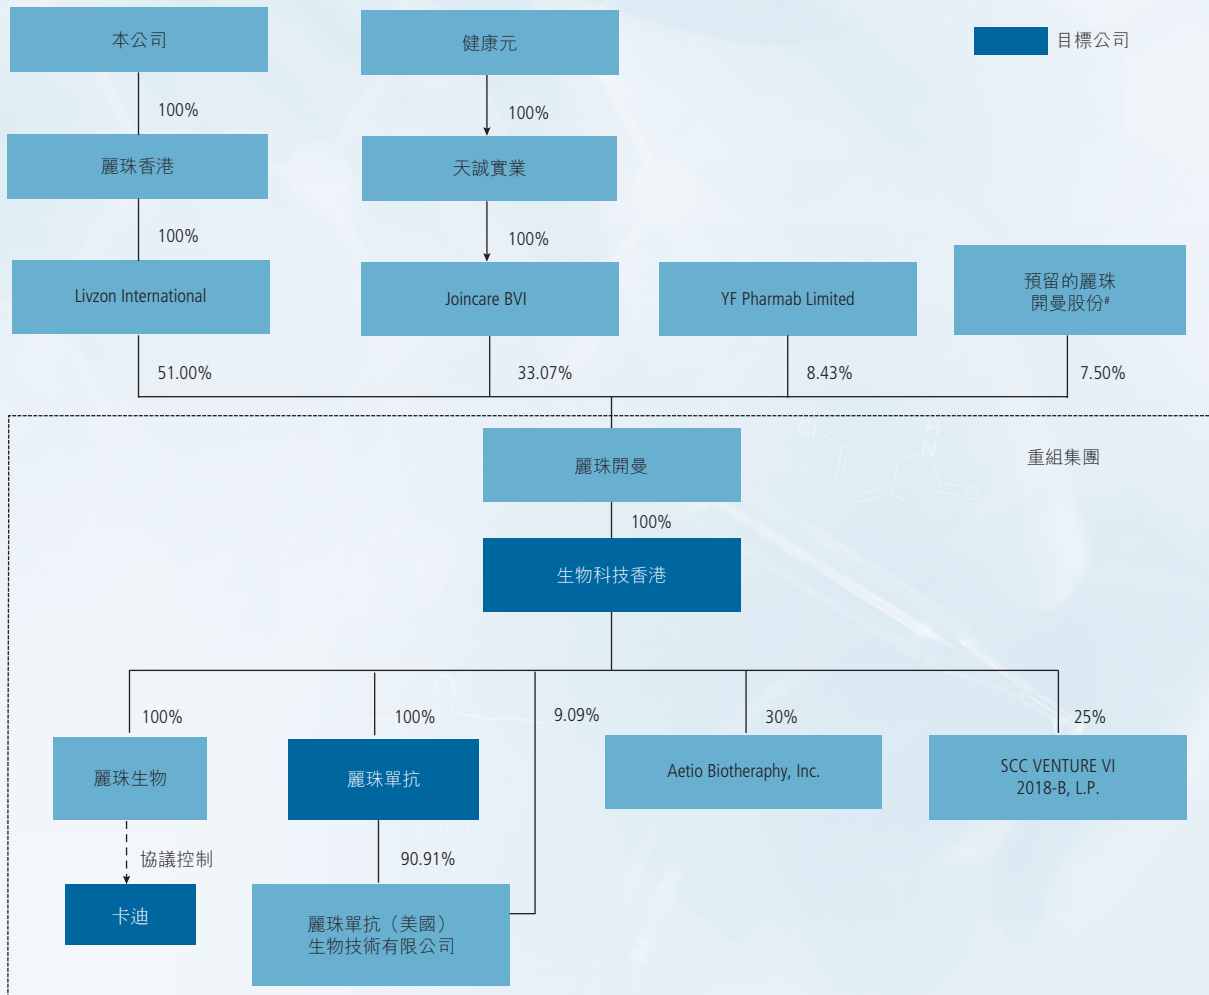 本公司
健康元
目標公司
100%
100%
麗珠香港
天誠實業
100%
100%
Livzon International
Joincare BVI
YF Pharmab Limited
預留的麗珠
開曼股份#
51.00%
33.07%
8.43%
7.50%
麗珠開曼
重組集團
Cl
H
N
O
100%
生物科技香港
100%
100%
9.09%
30%
25%
麗珠生物
麗珠單抗
Aetio Biotheraphy, Inc.
SCC VENTURE VI
2018-B, L.P.
協議控制
90.91%
卡迪
麗珠單抗（美國）
生物技術有限公司